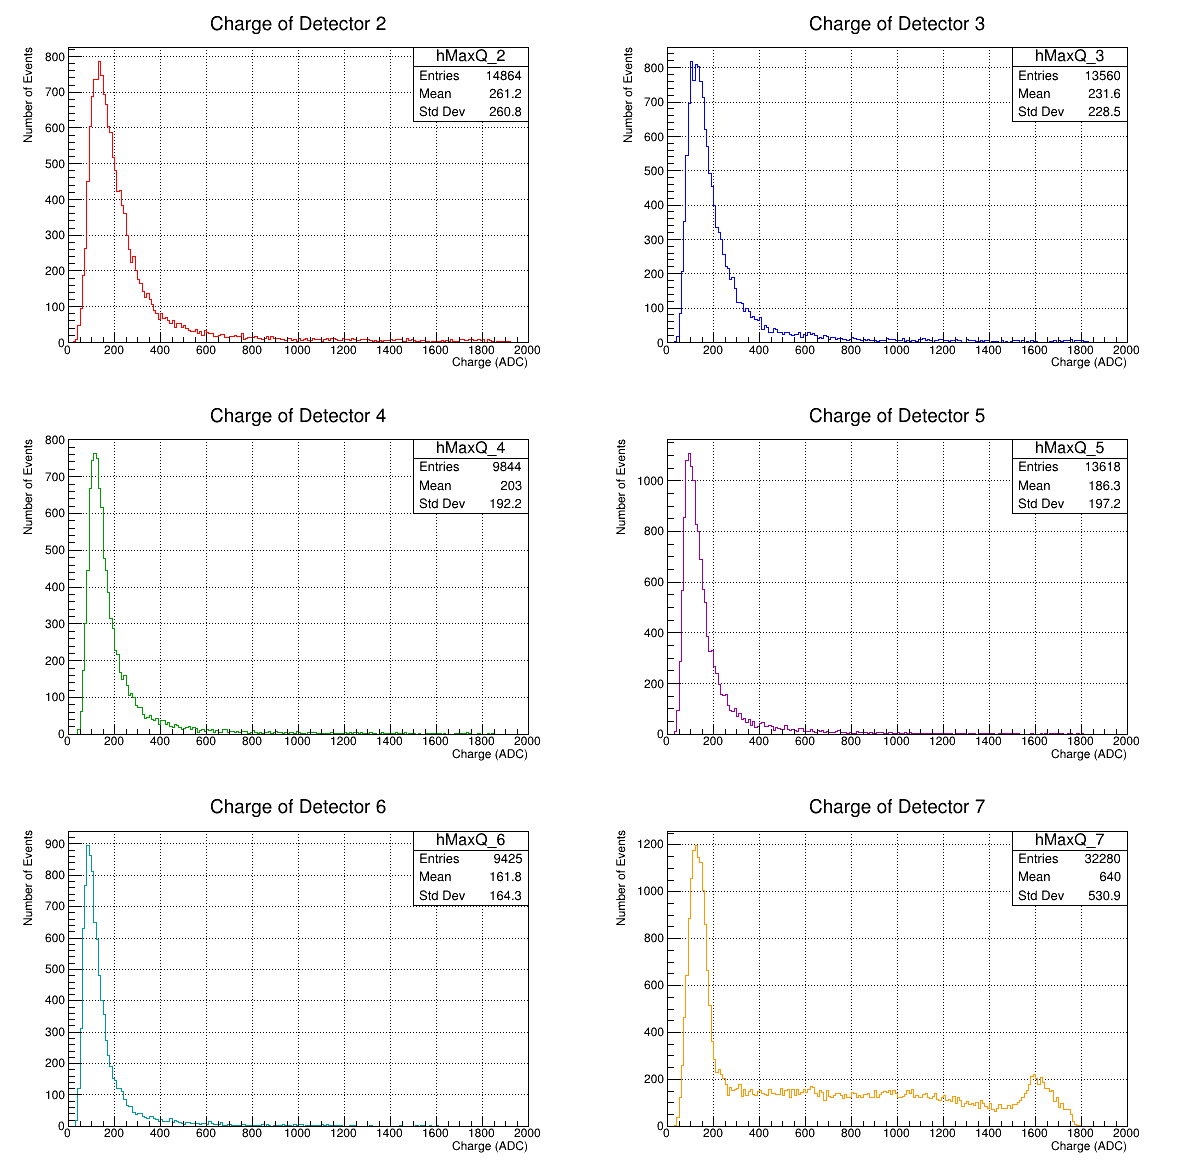 Charge of Detector 2
Number of Events
hMaxQ_2
Entries 14864
Mean 261.2
Std Dev 260.8
800
700
600
500
400
300
200
100
0
0 200 400 600 800 1000 1200 1400 1600 1800 2000
Charge (ADC)
Charge of Detector 3
Number of Events
hMaxQ_3
Entries 13560
Mean 231.6
Std Dev 228.5
800
700
600
500
400
300
200
100
0
0 200 400 600 800 1000 1200 1400 1600 1800 2000
Charge (ADC)
Charge of Detector 4
Number of Events
hMaxQ_4
Entries 9844
Mean 203
Std Dev 192.2
800
700
600
500
400
300
200
100
0
0 200 400 600 800 1000 1200 1400 1600 1800 2000
Charge (ADC)
Charge of Detector 5
Number of Events
hMaxQ_5
Entries 13618
Mean 186.3
Std Dev 197.2
1000
800
600
400
200
0
0 200 400 600 800 1000 1200 1400 1600 1800 2000
Charge (ADC)
Charge of Detector 6
Number of Events
hMaxQ_6
Entries 9425
Mean 161.8
Std Dev 164.3
900
800
700
600
500
400
300
200
100
0
0 200 400 600 800 1000 1200 1400 1600 1800 2000
Charge (ADC)
Charge of Detector 7
Number of Events
hMaxQ_7
Entries 32280
Mean 640
Std Dev 530.9
1200
1000
800
600
400
200
0
0 200 400 600 800 1000 1200 1400 1600 1800 2000
Charge (ADC)